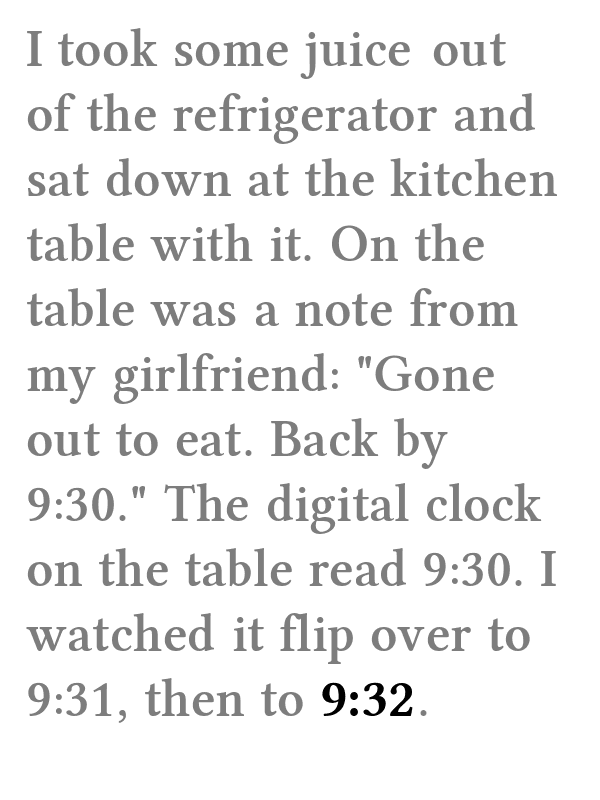 I took some juice out
of the refrigerator and
sat down at the kitchen
table with it. On the
table was a note from
my girlfriend: "Gone
out to eat. Back by
9:30." The digital clock
on the table read 9:30. I
watched it flip over to
9:31, then to 9:32.